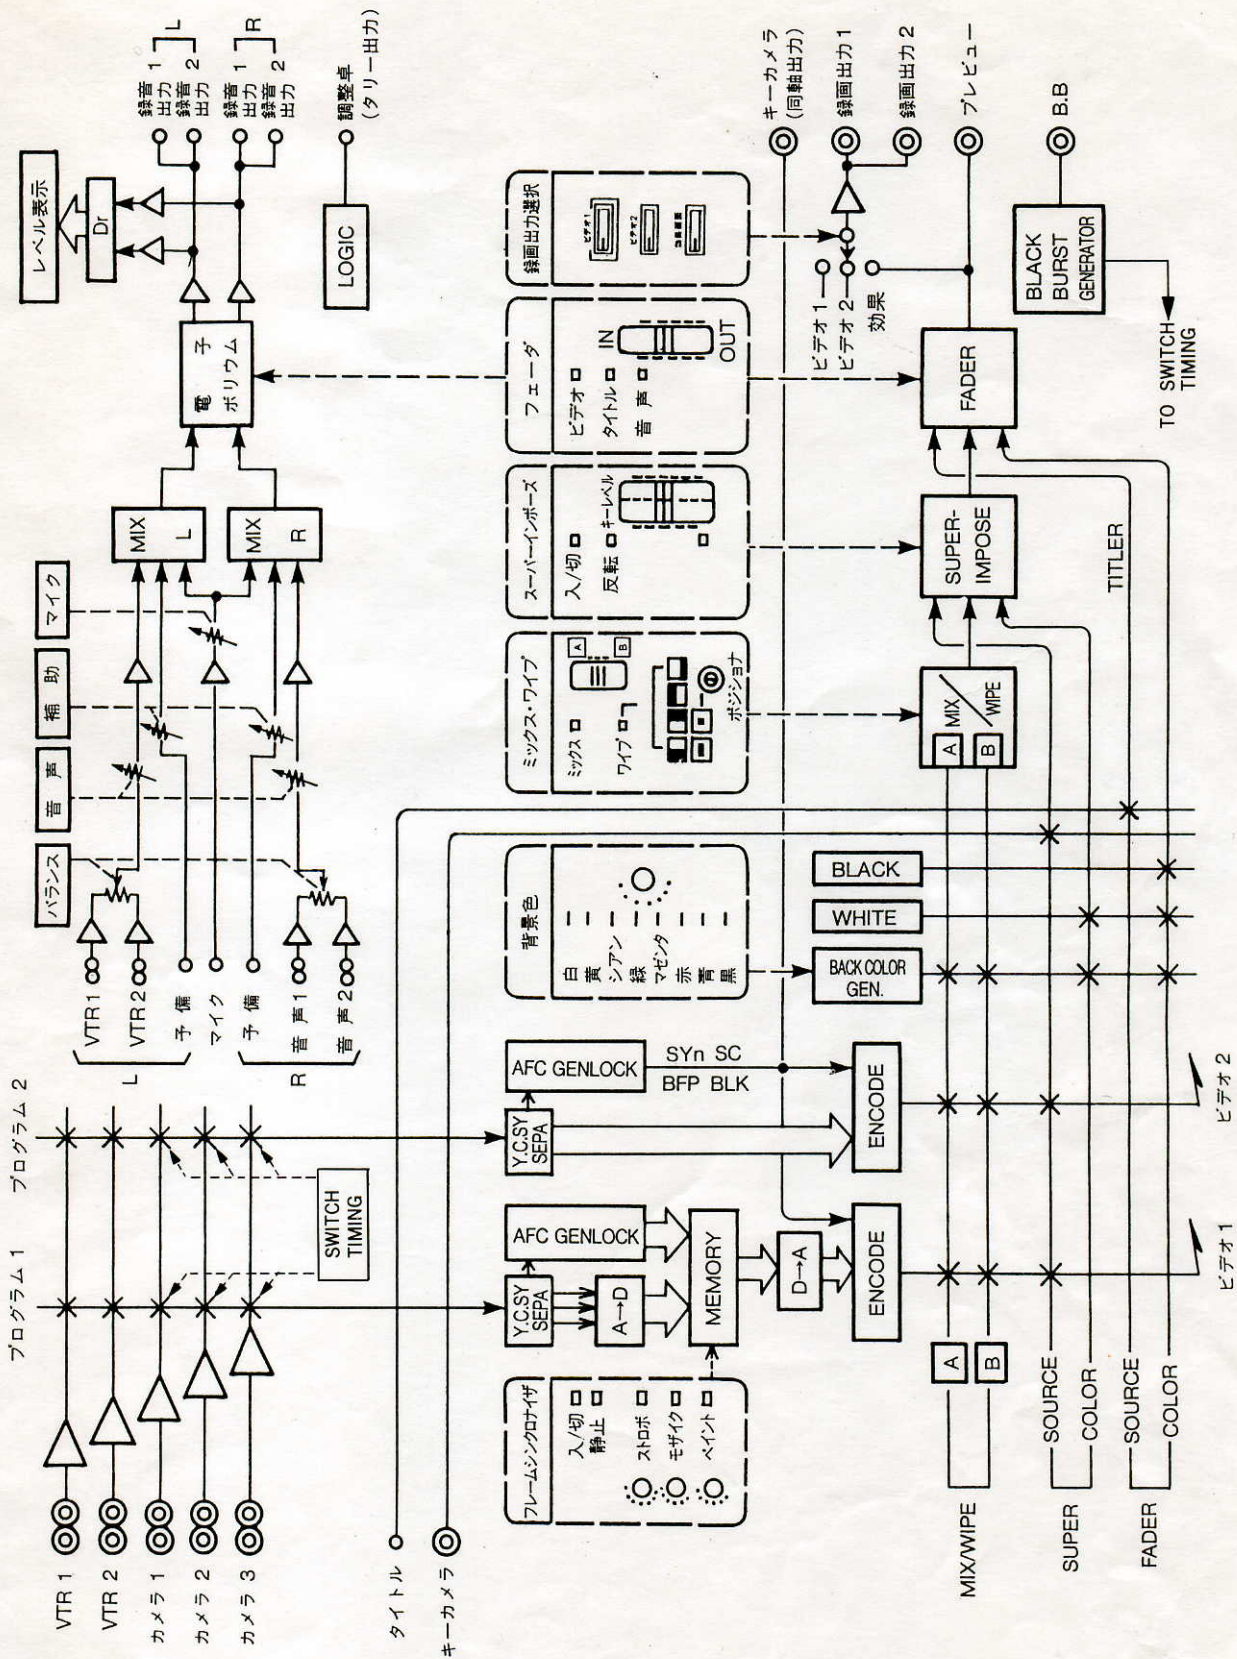 VTR 1
VTR 2
カメラ 1
カメラ 2
カメラ 3
プログラム 1
プログラム 2
SWITCH
TIMING
VTR1
VTR2
予備
L
マイク
予備
音声1
音声2
R
バランス
音声
補助
マイク
MIX
L
MIX
R
電子
ボリウム
レベル表示
Dr
録音 1
出力
録音 2
出力
L
録音 1
出力
録音 2
出力
R
LOGIC
調整卓
(タリー出力)
タイトル
キーカメラ
フレームシンクロナイザ
入/切
静止
ストロボ
モザイク
ペイント
Y.C.SY
SEPA
AFC GENLOCK
A→D
MEMORY
D→A
ENCODE
Y.C.SY
SEPA
AFC GENLOCK
SYn SC
BFP BLK
ENCODE
背景色
白
黄
シアン
緑
マゼンタ
赤
青
黒
BACK COLOR
GEN.
WHITE
BLACK
ミックス・ワイプ
ミックス
A
B
ワイプ
ポジショナ
スーパーインポーズ
入/切
反転
キーレベル
フェーダ
ビデオ
タイトル
音声
IN
OUT
録画出力選択
ビデオ1
ビデオ2
キーカメラ
(同軸出力)
ビデオ1
ビデオ2
効果
録画出力1
録画出力2
プレビュー
B.B
A
B
MIX/WIPE
SUPER-
IMPOSE
FADER
BLACK
BURST
GENERATOR
TO SWITCH
TIMING
TITLER
MIX/WIPE
A
B
SUPER
SOURCE
COLOR
FADER
SOURCE
COLOR
ビデオ1
ビデオ2